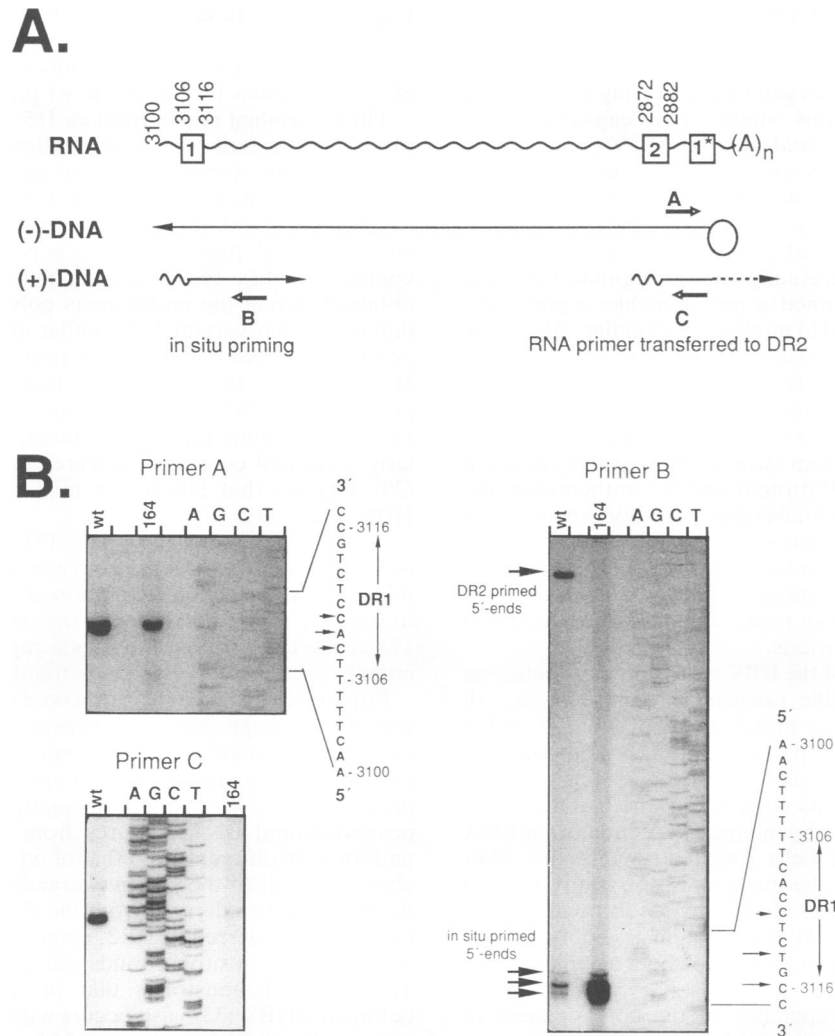 A.
3100 3106 3116 2872 2882
RNA 1 2 1* (A)n
A
(-)-DNA
(+)-DNA
B C
in situ priming RNA primer transferred to DR2
B.
Primer A
wt 164 A G C T
3´
C
C - 3116
G
T
C
T
C
C
C
A
C
T
T - 3106
T
T
T
C
A
A - 3100
5´
DR1
Primer C
wt A G C T 164
Primer B
wt 164 A G C T
DR2 primed
5´-ends
in situ primed
5´-ends
5´
A - 3100
A
C
T
T
T
T - 3106
T
C
A
C
C
T
C
T
G
C - 3116
C
3´
DR1